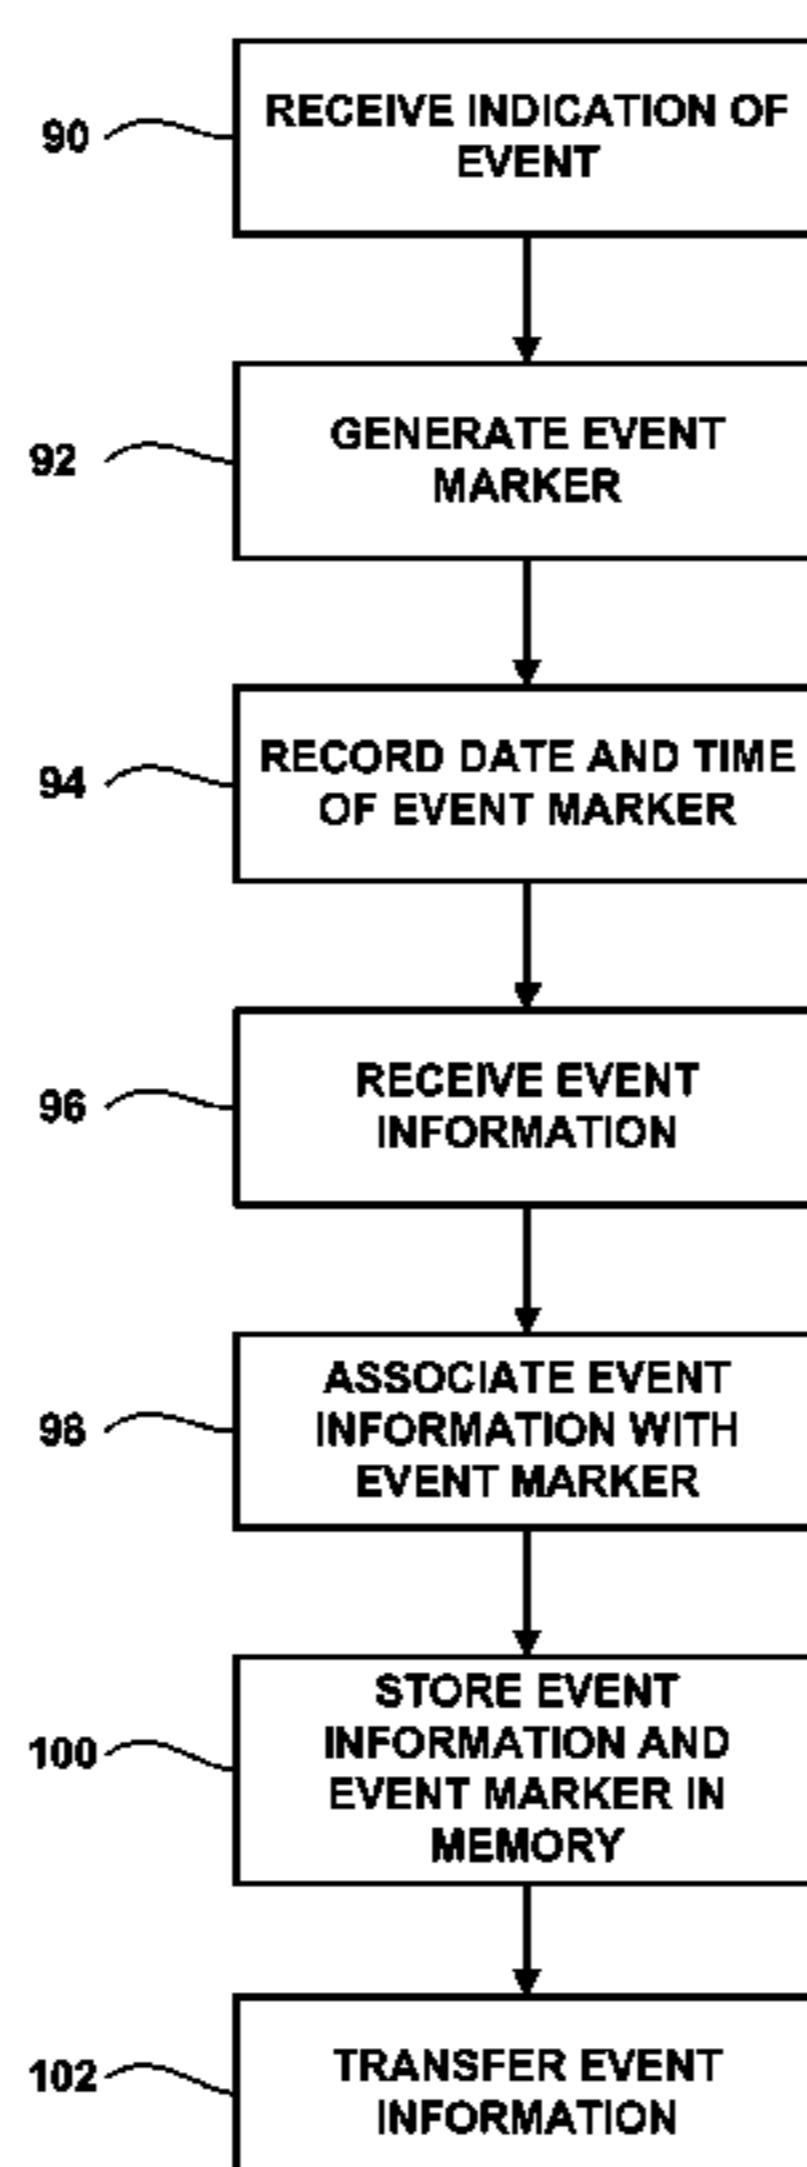 90
RECEIVE INDICATION OF
EVENT
92
GENERATE EVENT
MARKER
94
RECORD DATE AND TIME
OF EVENT MARKER
96
RECEIVE EVENT
INFORMATION
98
ASSOCIATE EVENT
INFORMATION WITH
EVENT MARKER
100
STORE EVENT
INFORMATION AND
EVENT MARKER IN
MEMORY
102
TRANSFER EVENT
INFORMATION